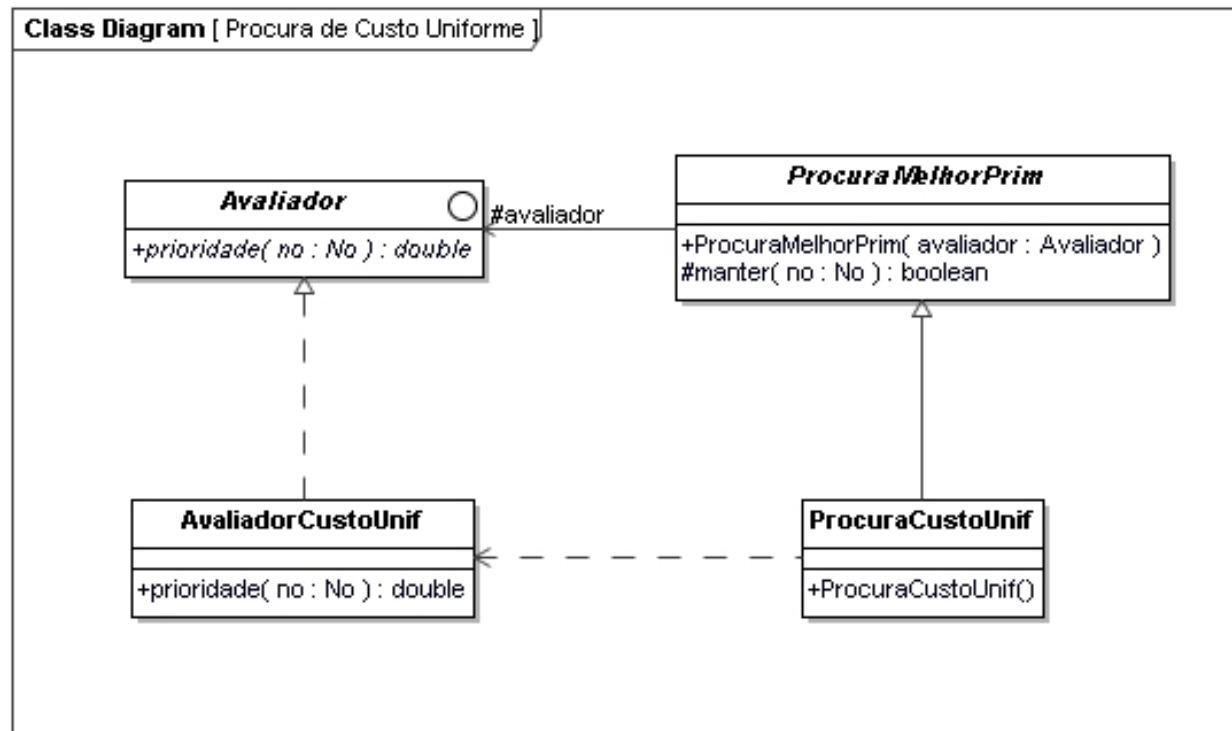 Class Diagram [ Procura de Custo Uniforme ]
Avaliador
+prioridade( no : No ) : double
#avaliador
ProcuraMelhorPrim
+ProcuraMelhorPrim( avaliador : Avaliador )
#manter( no : No ) : boolean
AvaliadorCustoUnif
+prioridade( no : No ) : double
ProcuraCustoUnif
+ProcuraCustoUnif()